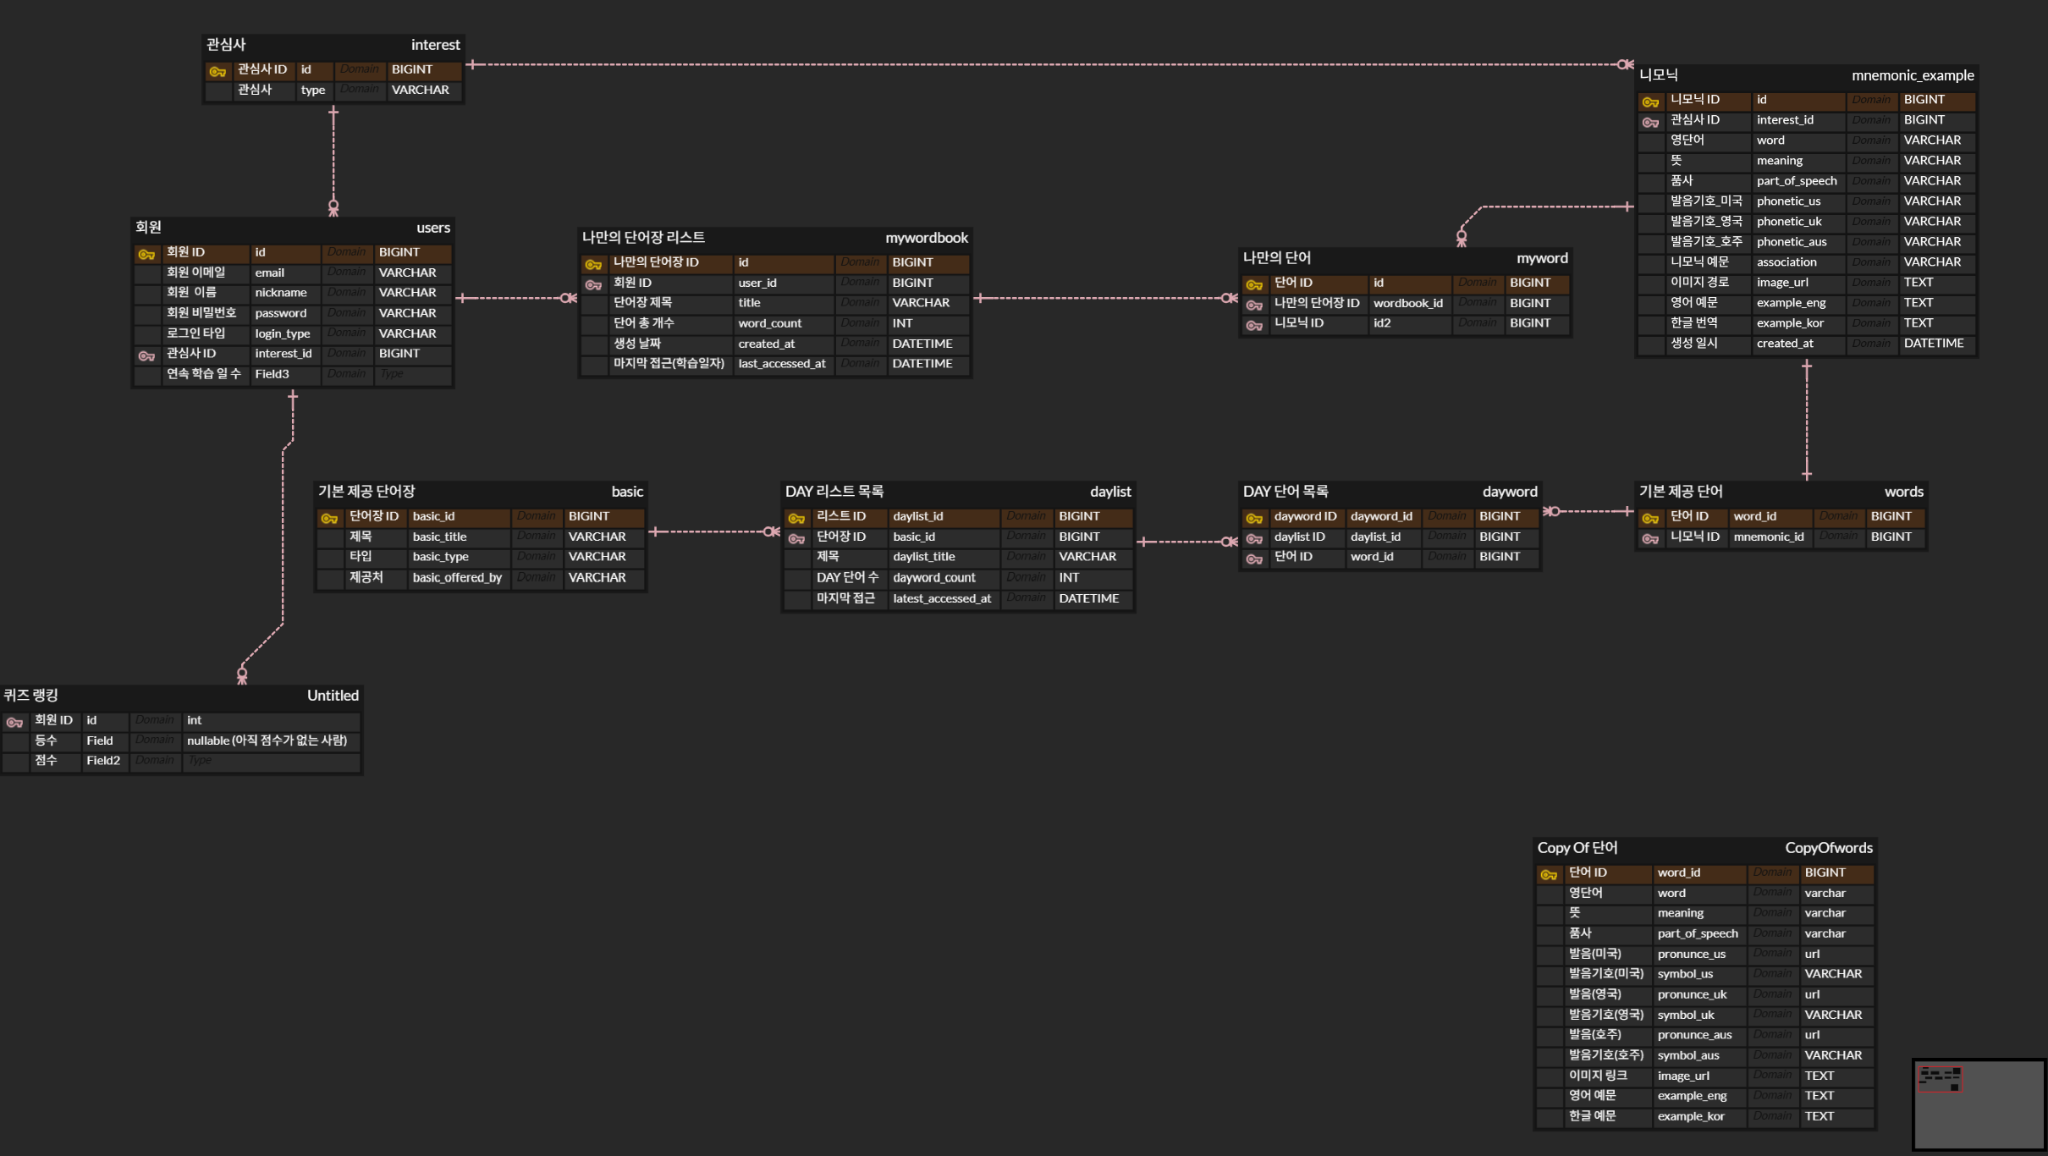 관심사 interest
관심사 ID id Domain BIGINT
관심사 type Domain VARCHAR
니모닉 mnemonic_example
니모닉 ID id Domain BIGINT
관심사 ID interest_id Domain BIGINT
영단어 word Domain VARCHAR
뜻 meaning Domain VARCHAR
품사 part_of_speech Domain VARCHAR
발음기호_미국 phonetic_us Domain VARCHAR
발음기호_영국 phonetic_uk Domain VARCHAR
발음기호_호주 phonetic_aus Domain VARCHAR
니모닉 예문 association Domain VARCHAR
이미지 경로 image_url Domain TEXT
영어 예문 example_eng Domain TEXT
한글 번역 example_kor Domain TEXT
생성 일시 created_at Domain DATETIME
회원 users
회원 ID id Domain BIGINT
회원 이메일 email Domain VARCHAR
회원 이름 nickname Domain VARCHAR
회원 비밀번호 password Domain VARCHAR
로그인 타입 login_type Domain VARCHAR
관심사 ID interest_id Domain BIGINT
연속 학습 일 수 Field3 Domain Type
나만의 단어장 리스트 mywordbook
나만의 단어장 ID id Domain BIGINT
회원 ID user_id Domain BIGINT
단어장 제목 title Domain VARCHAR
단어 총 개수 word_count Domain INT
생성 날짜 created_at Domain DATETIME
마지막 접근(학습일자) last_accessed_at Domain DATETIME
나만의 단어 myword
단어 ID id Domain BIGINT
나만의 단어장 ID wordbook_id Domain BIGINT
니모닉 ID id2 Domain BIGINT
기본 제공 단어장 basic
단어장 ID basic_id Domain BIGINT
제목 basic_title Domain VARCHAR
타입 basic_type Domain VARCHAR
제공처 basic_offered_by Domain VARCHAR
DAY 리스트 목록 daylist
리스트 ID daylist_id Domain BIGINT
단어장 ID basic_id Domain BIGINT
제목 daylist_title Domain VARCHAR
DAY 단어 수 dayword_count Domain INT
마지막 접근 latest_accessed_at Domain DATETIME
DAY 단어 목록 dayword
dayword ID dayword_id Domain BIGINT
daylist ID daylist_id Domain BIGINT
단어 ID word_id Domain BIGINT
기본 제공 단어 words
단어 ID word_id Domain BIGINT
니모닉 ID mnemonic_id Domain BIGINT
퀴즈 랭킹 Untitled
회원 ID id Domain int
등수 Field Domain nullable (아직 점수가 없는 사람)
점수 Field2 Domain Type
Copy Of 단어 CopyOfwords
단어 ID word_id Domain BIGINT
영단어 word Domain varchar
뜻 meaning Domain varchar
품사 part_of_speech Domain varchar
발음(미국) pronunce_us Domain url
발음기호(미국) symbol_us Domain VARCHAR
발음(영국) pronunce_uk Domain url
발음기호(영국) symbol_uk Domain VARCHAR
발음(호주) pronunce_aus Domain url
발음기호(호주) symbol_aus Domain VARCHAR
이미지 링크 image_url Domain TEXT
영어 예문 example_eng Domain TEXT
한글 예문 example_kor Domain TEXT